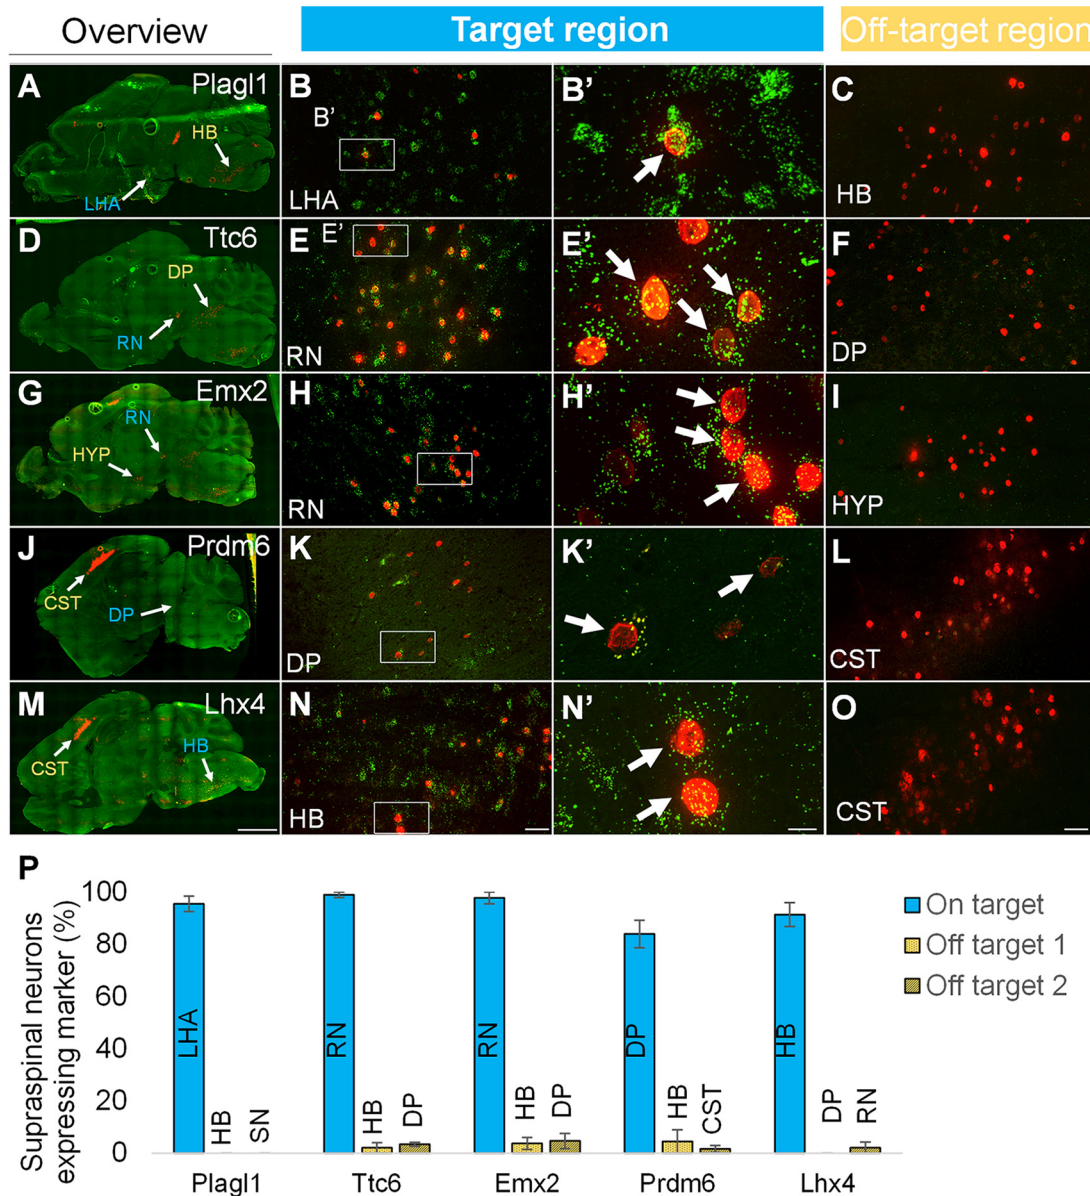 Overview
Target region
Off-target region
A
Plagl1
HB
LHA
B
B’
LHA
B’
C
HB
D
Ttc6
DP
RN
E
E’
RN
E’
F
DP
G
Emx2
RN
HYP
H
RN
H’
I
HYP
J
Prdm6
CST
DP
K
DP
K’
L
CST
M
Lhx4
CST
HB
N
HB
N’
O
CST
P
Supraspinal neurons
expressing marker (%)
100
80
60
40
20
0
LHA
HB
SN
RN
HB
DP
RN
HB
DP
DP
HB
CST
HB
DP
RN
Plagl1
Ttc6
Emx2
Prdm6
Lhx4
On target
Off target 1
Off target 2